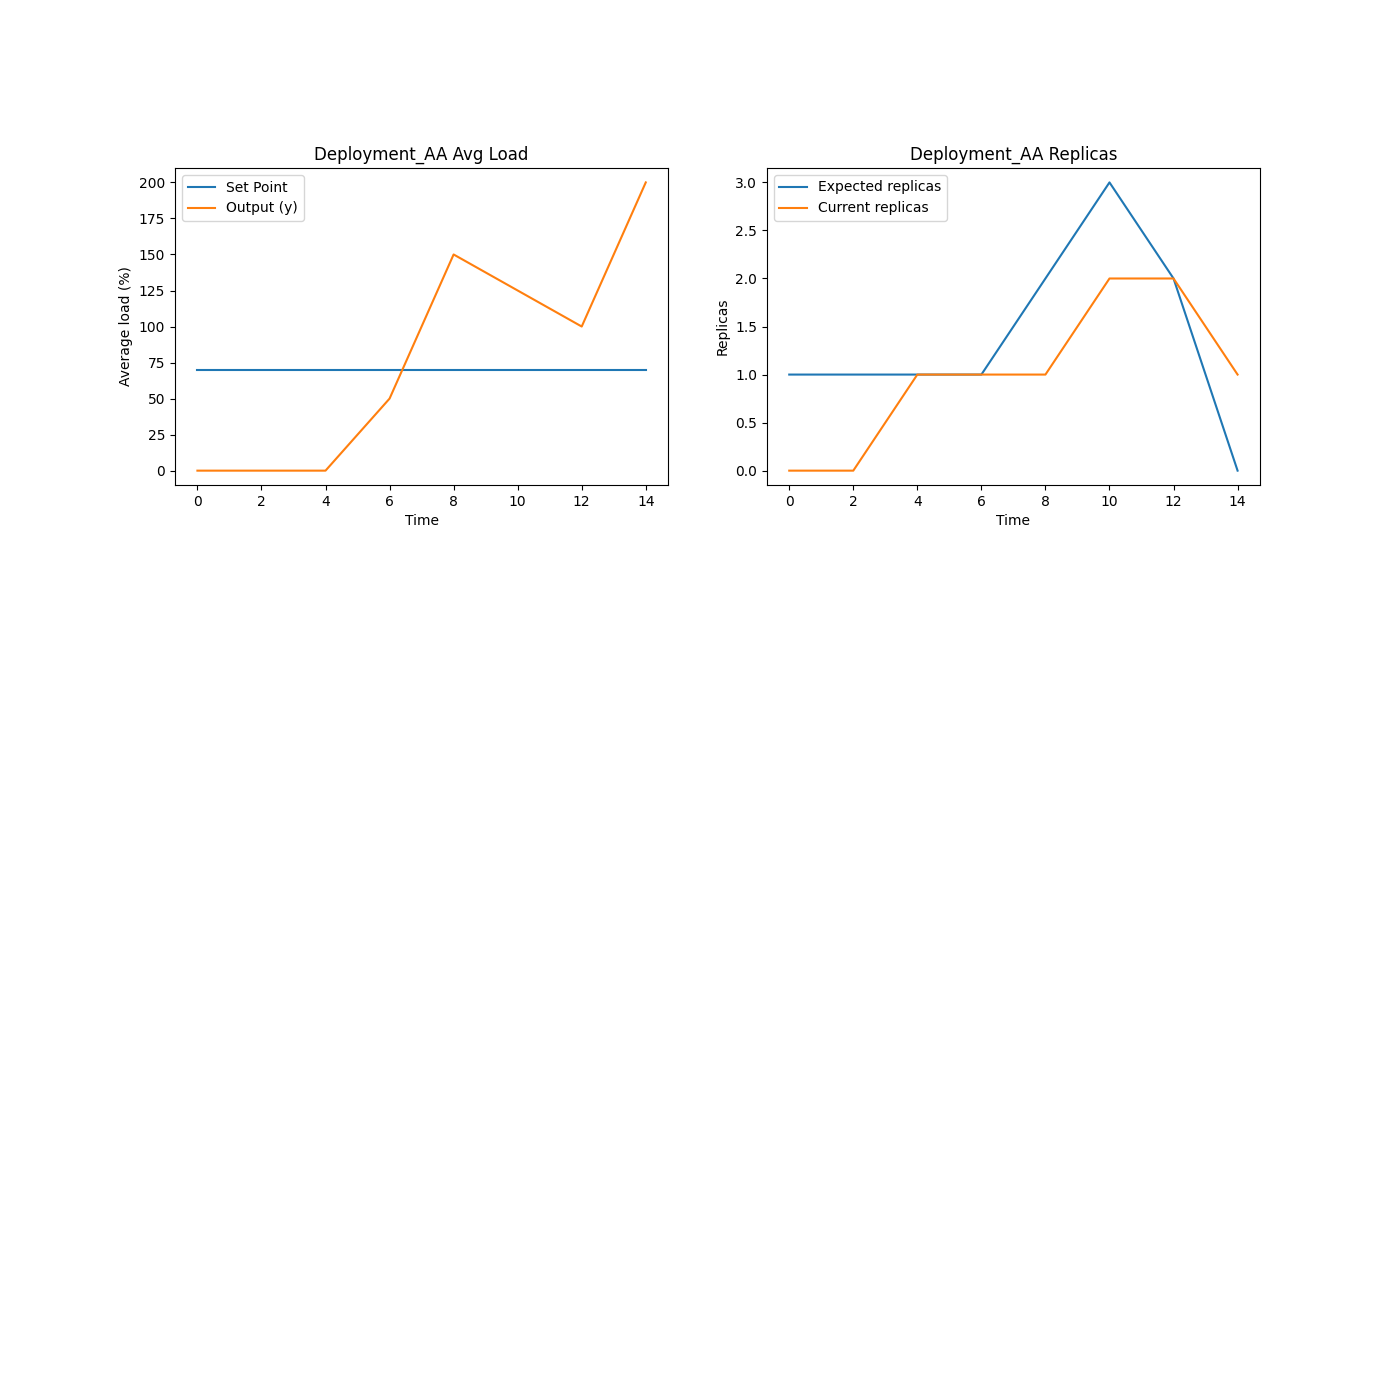 Deployment_AA Avg Load
Set Point
Output (y)
200
175
150
125
100
75
50
25
0
Average load (%)
0 2 4 6 8 10 12 14
Time
Deployment_AA Replicas
Expected replicas
Current replicas
3.0
2.5
2.0
1.5
1.0
0.5
0.0
Replicas
0 2 4 6 8 10 12 14
Time